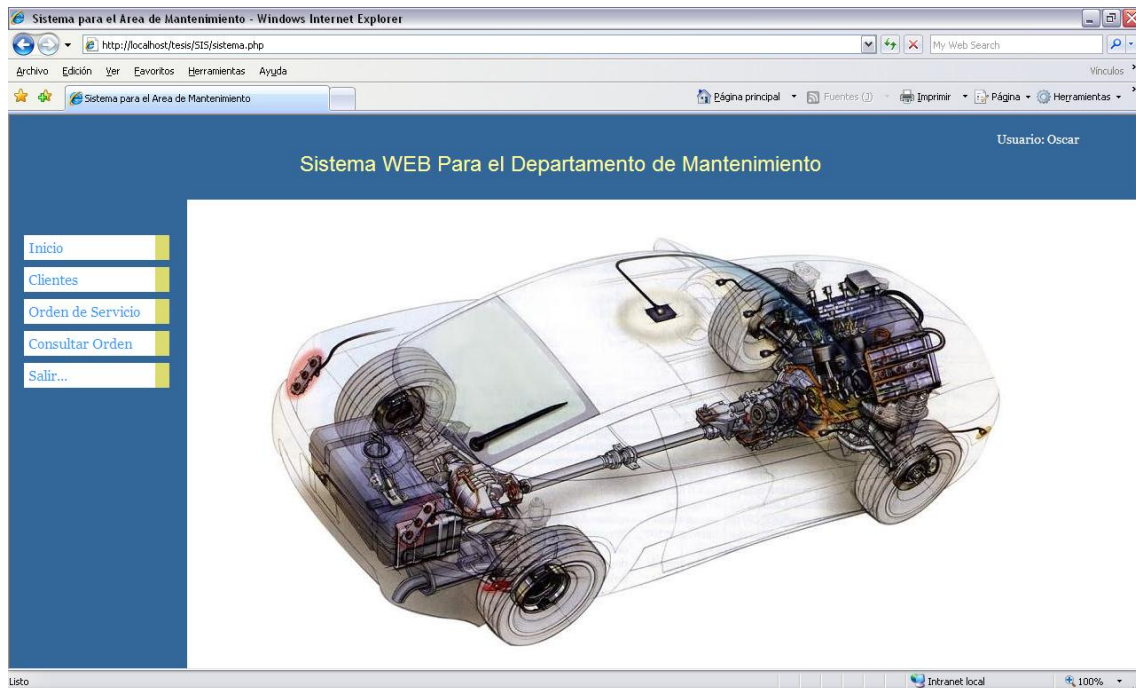 Sistema para el Area de Mantenimiento - Windows Internet Explorer
http://localhost/tesis/SIS/sistema.php
My Web Search
Archivo Edición Ver Favoritos Herramientas Ayuda
Vínculos
Sistema para el Area de Mantenimiento
Página principal Fuentes (J) Imprimir Página Herramientas
Usuario: Oscar
Sistema WEB Para el Departamento de Mantenimiento
Inicio
Clientes
Orden de Servicio
Consultar Orden
Salir...
Listo
Intranet local
100%